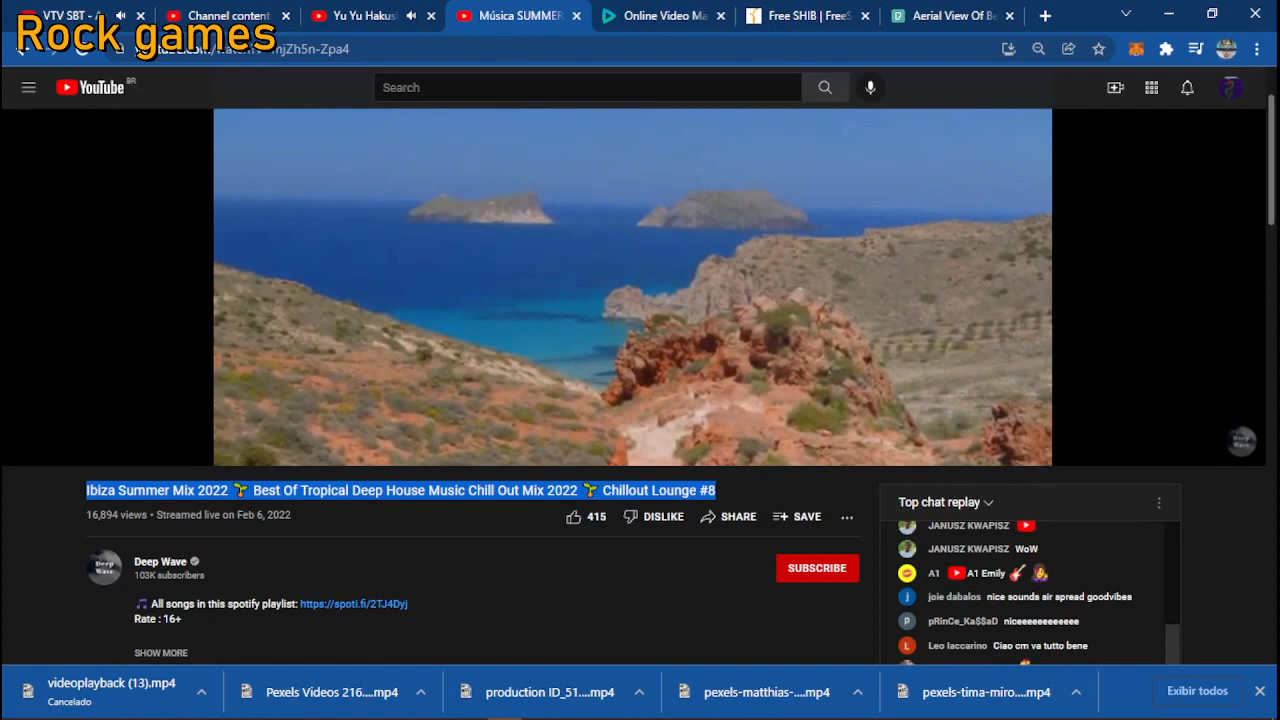 VTV SBT - A
Channel content
Yu Yu Hakus
Música SUMMER
Online Video Ma
Free SHIB | FreeS
Aerial View Of Be
Rock games
YouTube BR
Search
Ibiza Summer Mix 2022 🌱 Best Of Tropical Deep House Music Chill Out Mix 2022 🌱 Chillout Lounge #8
16,894 views • Streamed live on Feb 6, 2022
415 DISLIKE SHARE SAVE ...
Deep Wave
103K subscribers
SUBSCRIBE
🎵 All songs in this spotify playlist: https://spoti.fi/2TJ4Dyj
Rate : 16+
SHOW MORE
Top chat replay
JANUSZ KWAPISZ
JANUSZ KWAPISZ WoW
A1 A1 Emily 🎸 👩‍🎤
joie dabalos nice sounds sir spread goodvibes
pRinCe_Ka$$aD niceeeeeeeeeeee
Leo Iaccarino Ciao cm va tutto bene
videoplayback (13).mp4
Cancelado
Pexels Videos 216....mp4
production ID_51....mp4
pexels-matthias-....mp4
pexels-tima-miro....mp4
Exibir todos